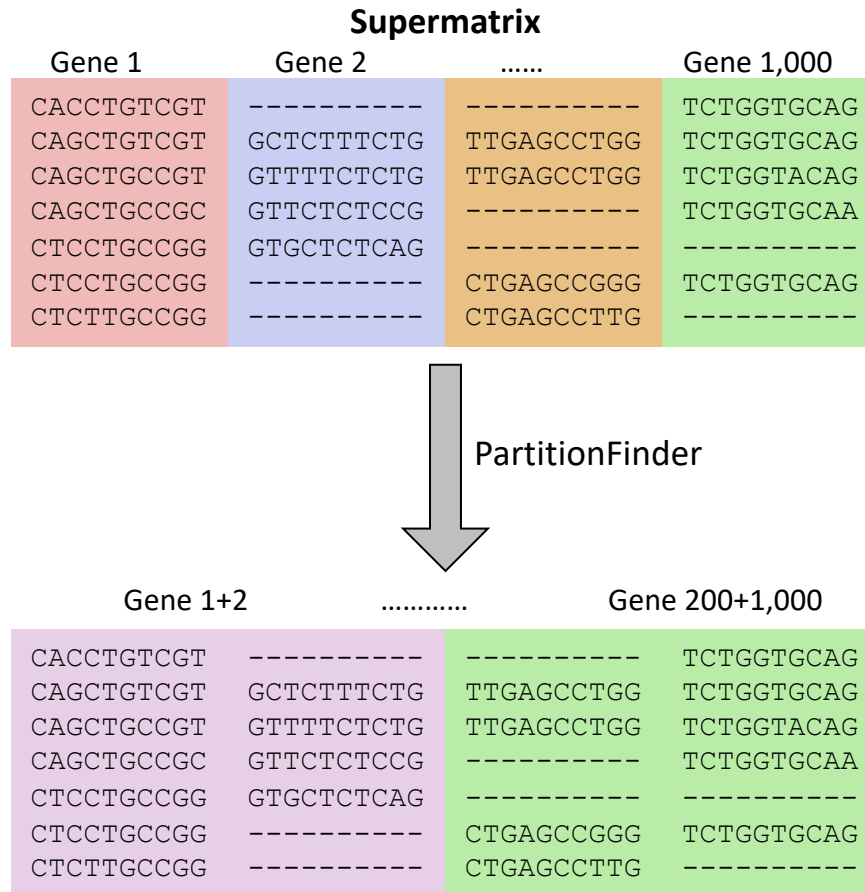 Supermatrix
Gene 1 Gene 2 ...... Gene 1,000
CACCTGTCGT ---------- ---------- TCTGGTGCAG
CAGCTGTCGT GCTCTTTCTG TTGAGCCTGG TCTGGTGCAG
CAGCTGCCGT GTTTTCTCTG TTGAGCCTGG TCTGGTACAG
CAGCTGCCGC GTTCTCTCCG ---------- TCTGGTGCAA
CTCCTGCCGG GTGCTCTCAG ---------- ----------
CTCCTGCCGG ---------- CTGAGCCGGG TCTGGTGCAG
CTCTTGCCGG ---------- CTGAGCCTTG ----------
PartitionFinder
Gene 1+2 ............ Gene 200+1,000
CACCTGTCGT ---------- ---------- TCTGGTGCAG
CAGCTGTCGT GCTCTTTCTG TTGAGCCTGG TCTGGTGCAG
CAGCTGCCGT GTTTTCTCTG TTGAGCCTGG TCTGGTACAG
CAGCTGCCGC GTTCTCTCCG ---------- TCTGGTGCAA
CTCCTGCCGG GTGCTCTCAG ---------- ----------
CTCCTGCCGG ---------- CTGAGCCGGG TCTGGTGCAG
CTCTTGCCGG ---------- CTGAGCCTTG ----------